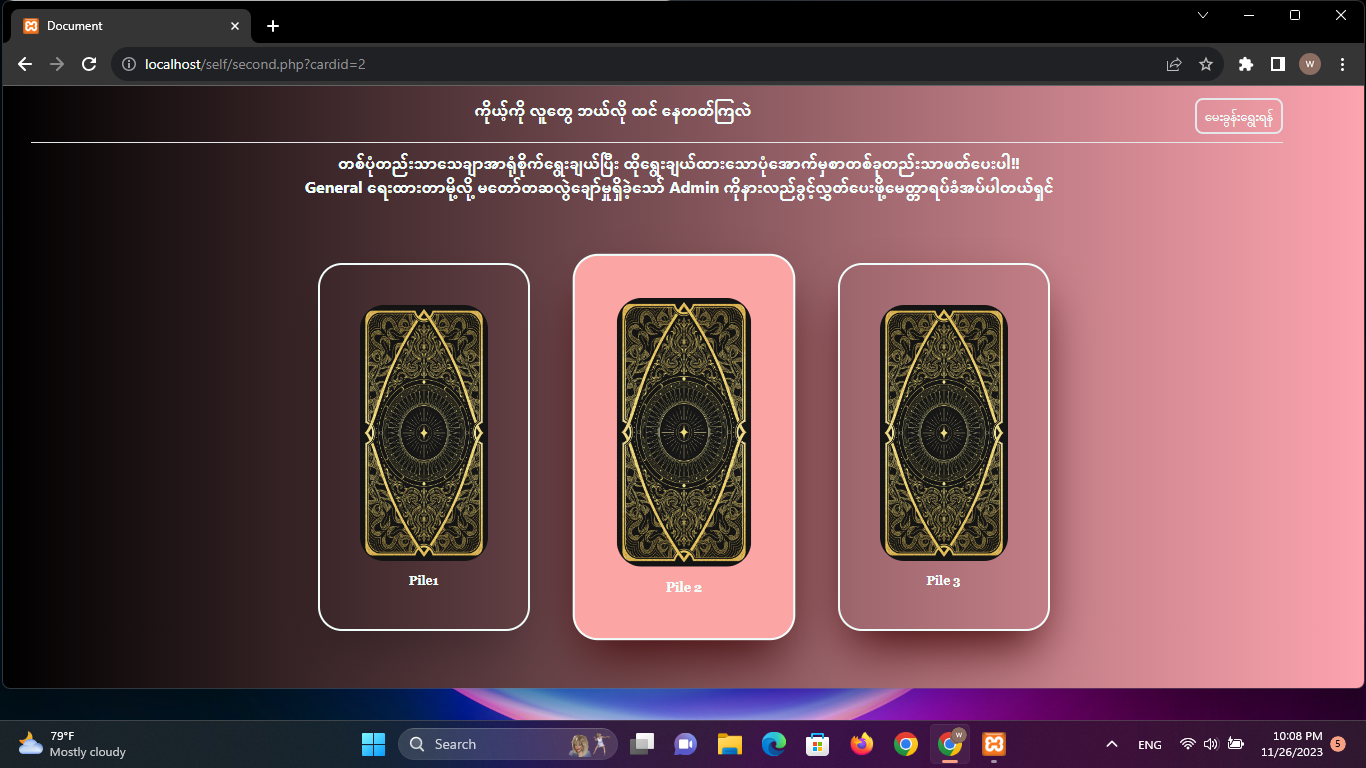 Document
localhost/self/second.php?cardid=2
W
ကိုယ့်ကို လူတွေ ဘယ်လို ထင် နေတတ်ကြလဲ
မေးခွန်းရွေးရန်
တစ်ပုံတည်းသာသေချာအာရုံစိုက်ရွေးချယ်ပြီး ထိုရွေးချယ်ထားသောပုံအောက်မှစာတစ်ခုတည်းသာဖတ်ပေးပါ!!
General ရေးထားတာမို့လို့ မတော်တဆလွဲချော်မှုရှိခဲ့သော် Admin ကိုနားလည်ခွင့်လွှတ်ပေးဖို့မေတ္တာရပ်ခံအပ်ပါတယ်ရှင်
Pile1
Pile 2
Pile 3
79°F
Mostly cloudy
Search
W
ENG
10:08 PM
11/26/2023
5